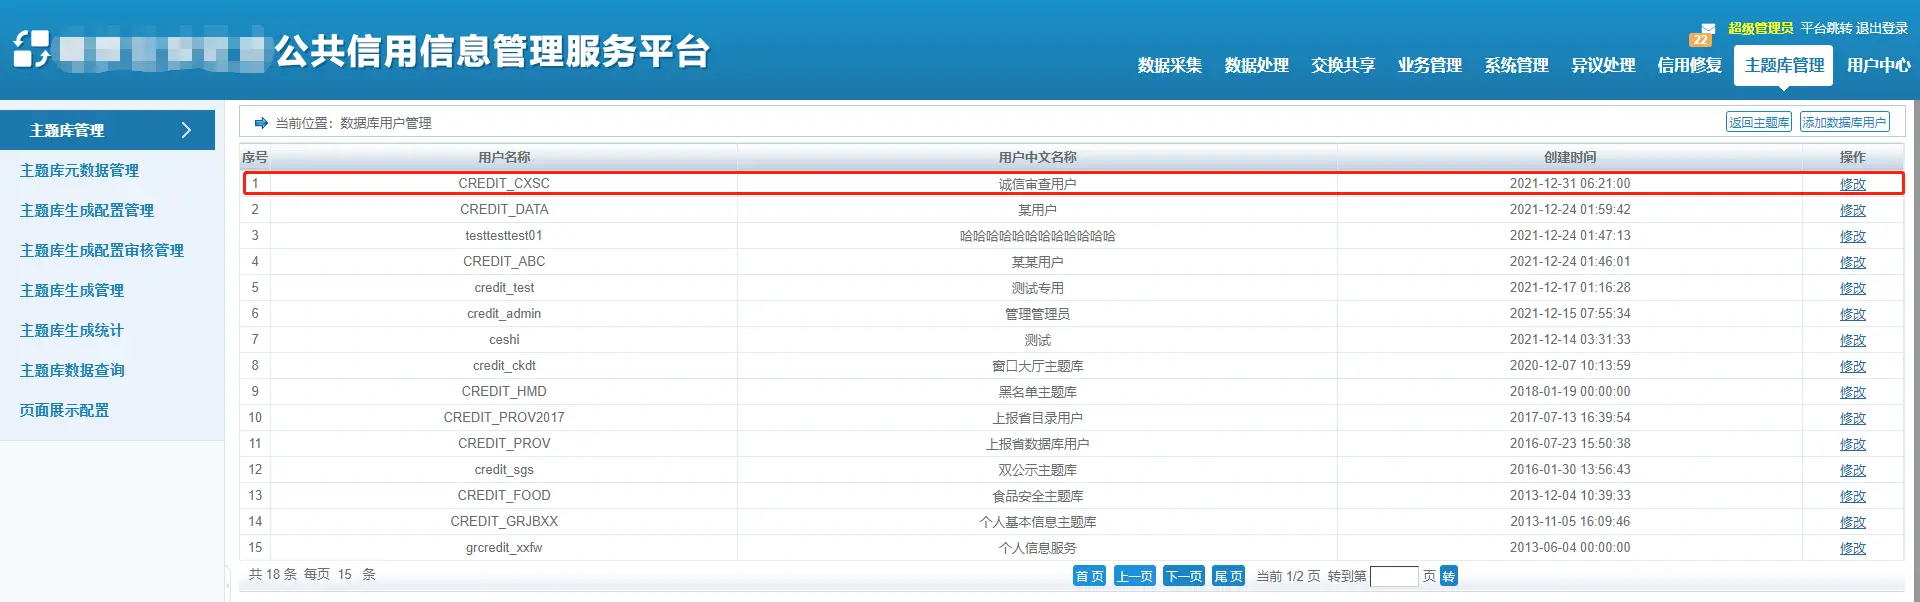 超级管理员 平台跳转 退出登录
22
公共信用信息管理服务平台
数据采集 数据处理 交换共享 业务管理 系统管理 异议处理 信用修复 主题库管理 用户中心
主题库管理
主题库元数据管理
主题库生成配置管理
主题库生成配置审核管理
主题库生成管理
主题库生成统计
主题库数据查询
页面展示配置
当前位置：数据库用户管理 返回主题库 添加数据库用户
序号 用户名称 用户中文名称 创建时间 操作
1 CREDIT_CXSC 诚信审查用户 2021-12-31 06:21:00 修改
2 CREDIT_DATA 某用户 2021-12-24 01:59:42 修改
3 testtesttest01 哈哈哈哈哈哈哈哈哈哈哈哈 2021-12-24 01:47:13 修改
4 CREDIT_ABC 某某用户 2021-12-24 01:46:01 修改
5 credit_test 测试专用 2021-12-17 01:16:28 修改
6 credit_admin 管理管理员 2021-12-15 07:55:34 修改
7 ceshi 测试 2021-12-14 03:31:33 修改
8 credit_ckdt 窗口大厅主题库 2020-12-07 10:13:59 修改
9 CREDIT_HMD 黑名单主题库 2018-01-19 00:00:00 修改
10 CREDIT_PROV2017 上报省目录用户 2017-07-13 16:39:54 修改
11 CREDIT_PROV 上报省数据库用户 2016-07-23 15:50:38 修改
12 credit_sgs 双公示主题库 2016-01-30 13:56:43 修改
13 CREDIT_FOOD 食品安全主题库 2013-12-04 10:39:33 修改
14 CREDIT_GRJBXX 个人基本信息主题库 2013-11-05 16:09:46 修改
15 grcredit_xxfw 个人信息服务 2013-06-04 00:00:00 修改
共 18 条 每页 15 条 首页 上一页 下一页 尾页 当前 1/2 页 转到第 页 转